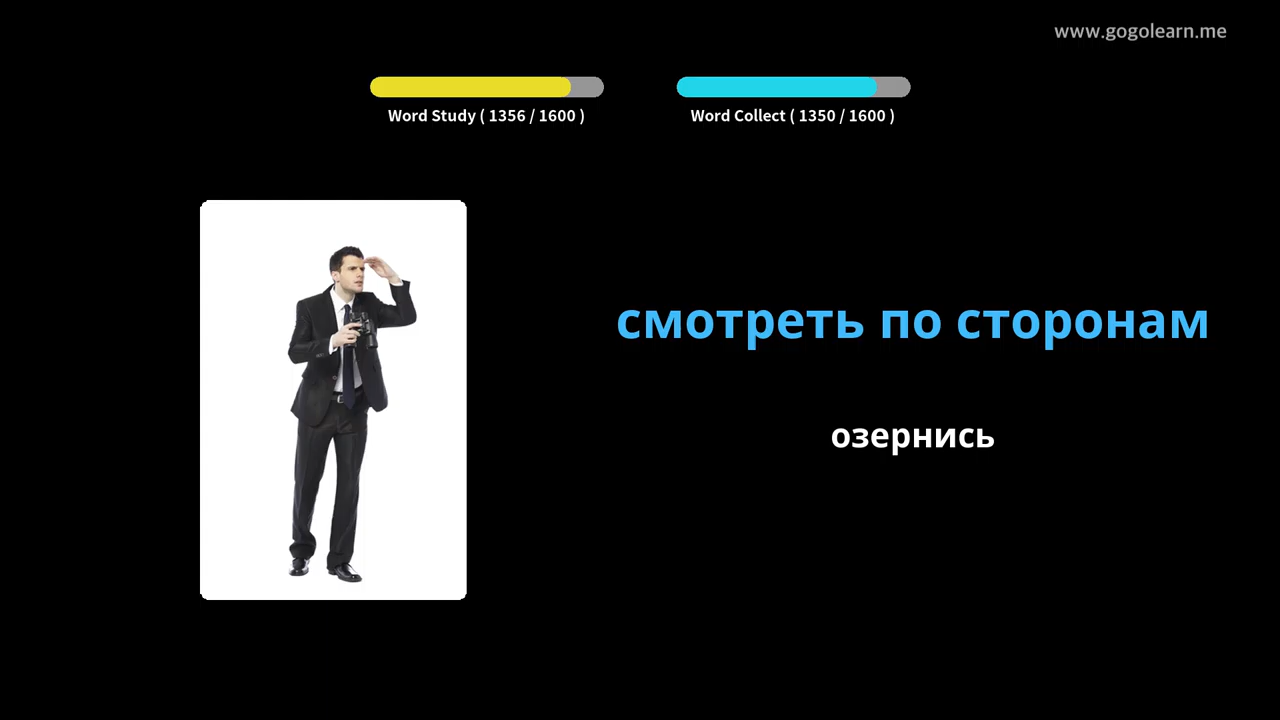 www.gogolearn.me
Word Study ( 1356 / 1600 )
Word Collect ( 1350 / 1600 )
смотреть по сторонам
озернись